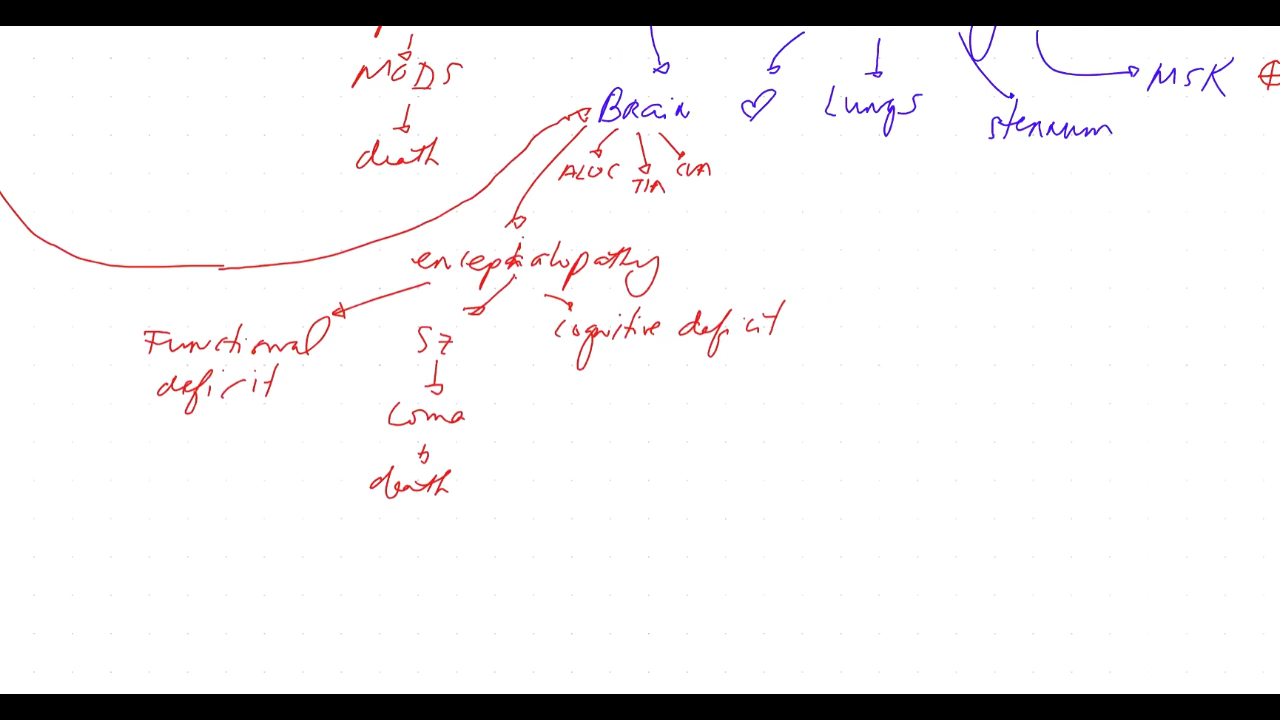 MODS
death
Brain
Lungs
sternum
MSK
ALOC
TIA
CVA
encephalopathy
Functional
deficit
SZ
coma
death
cognitive deficit